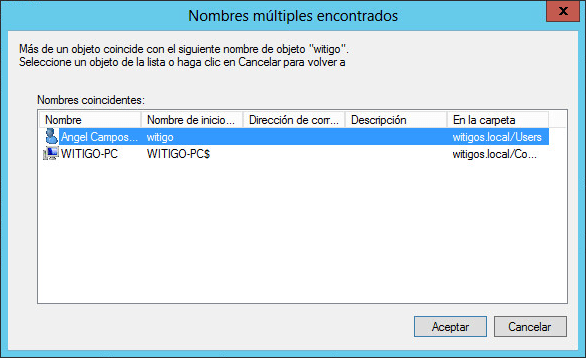 Nombres múltiples encontrados
x
Más de un objeto coincide con el siguiente nombre de objeto "witigo".
Seleccione un objeto de la lista o haga clic en Cancelar para volver a
Nombres coincidentes:
Nombre Nombre de inicio... Dirección de corr... Descripción En la carpeta
Angel Campos... witigo witigos.local/Users
WITIGO-PC WITIGO-PC$ witigos.local/Co...
Aceptar Cancelar